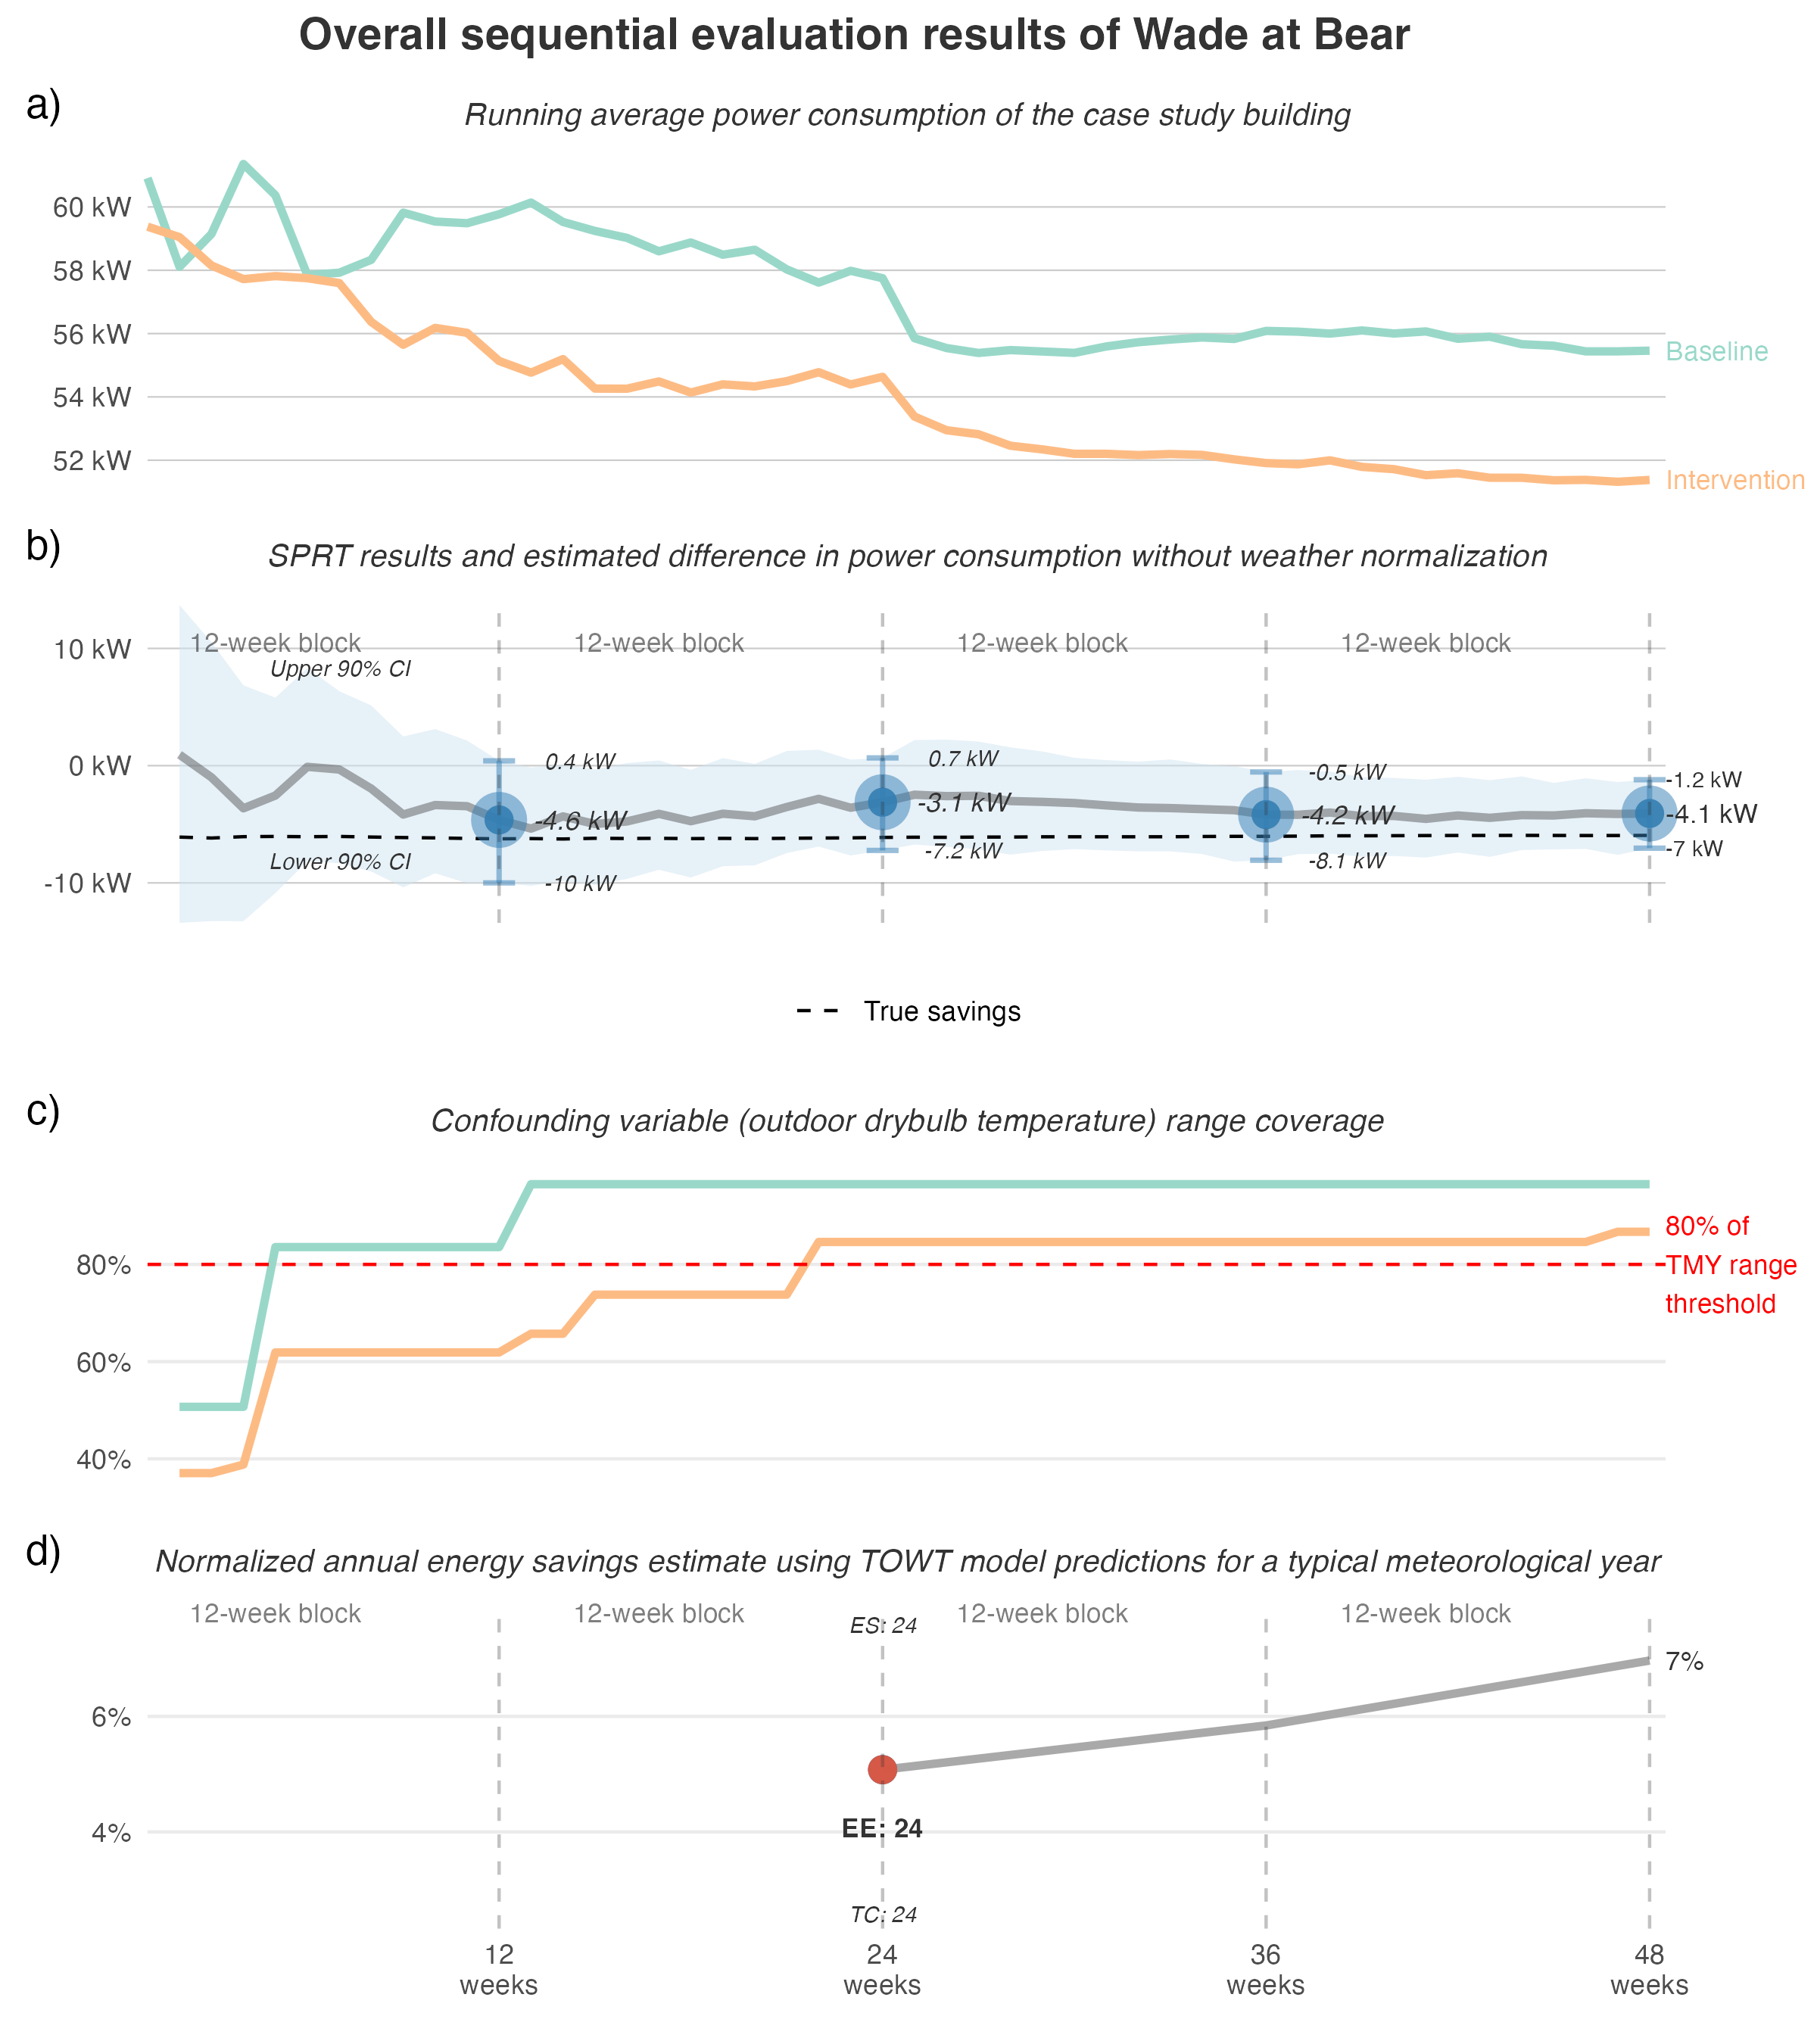 Overall sequential evaluation results of Wade at Bear
a)
Running average power consumption of the case study building
60 kW
58 kW
56 kW
54 kW
52 kW
Baseline
Intervention
b)
SPRT results and estimated difference in power consumption without weather normalization
12-week block 12-week block 12-week block 12-week block
10 kW
Upper 90% CI
0 kW
0.4 kW
0.7 kW
-0.5 kW
-1.2 kW
-4.6 kW
-3.1 kW
-4.2 kW
-4.1 kW
Lower 90% CI
-7.2 kW
-8.1 kW
-7 kW
-10 kW
-10 kW
True savings
c)
Confounding variable (outdoor drybulb temperature) range coverage
80%
60%
40%
80% of
TMY range
threshold
d)
Normalized annual energy savings estimate using TOWT model predictions for a typical meteorological year
12-week block 12-week block 12-week block 12-week block
ES: 24
7%
6%
4%
EE: 24
TC: 24
12
weeks
24
weeks
36
weeks
48
weeks